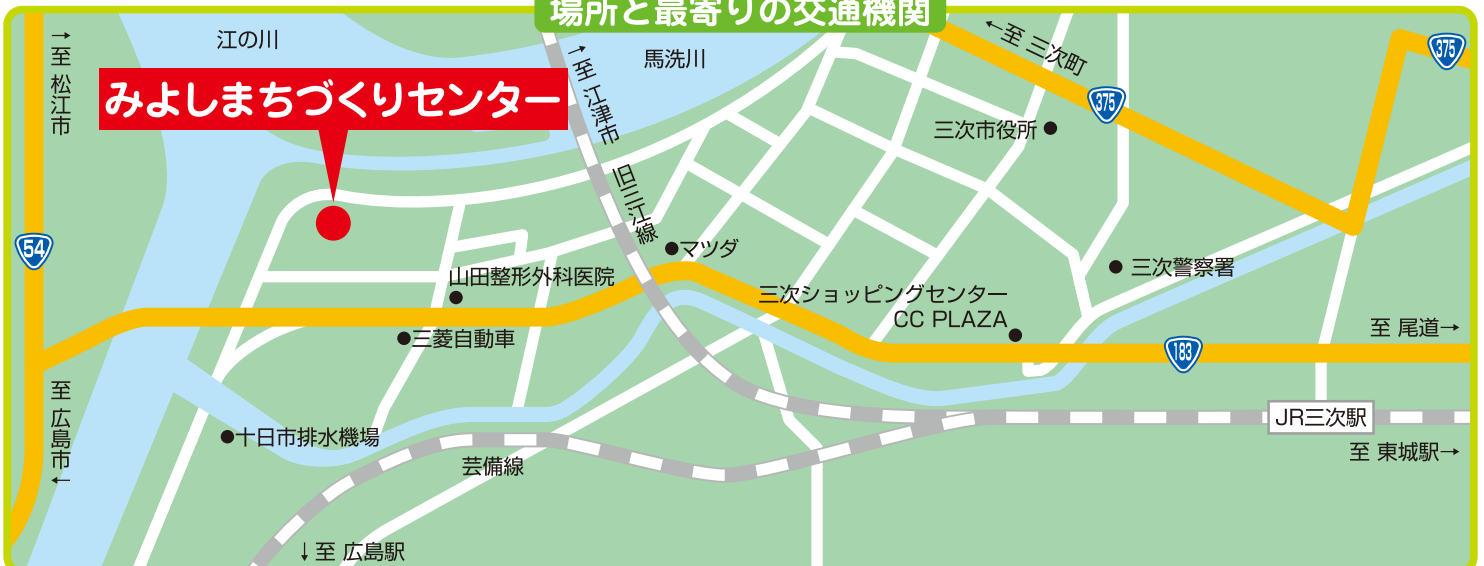 場所と最寄りの交通機関
↑至 松江市
江の川
みよしまちづくりセンター
↑至 江津市
旧三江線
馬洗川
←至 三次町
375
375
三次市役所
54
マツダ
山田整形外科医院
三次警察署
三次ショッピングセンター
CC PLAZA
三菱自動車
至 尾道→
183
至 広島市↓
十日市排水機場
JR三次駅
芸備線
至 東城駅→
↓至 広島駅